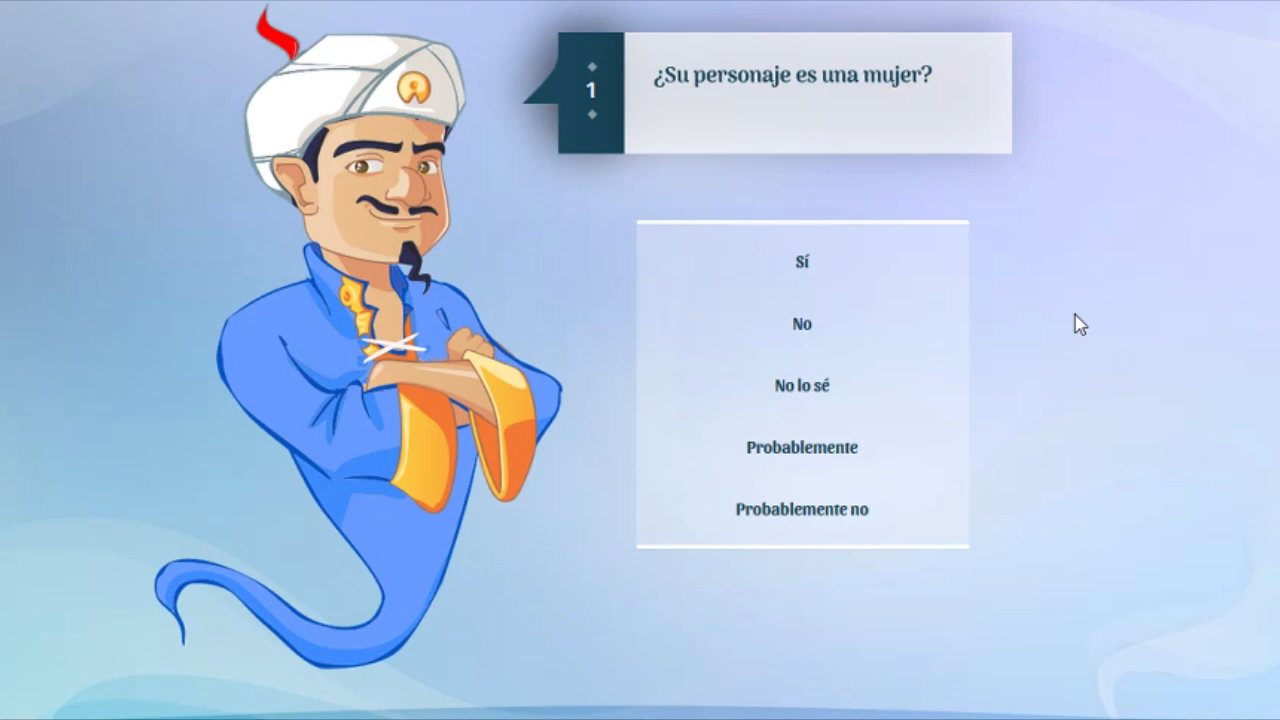 1
¿Su personaje es una mujer?
Sí
No
No lo sé
Probablemente
Probablemente no